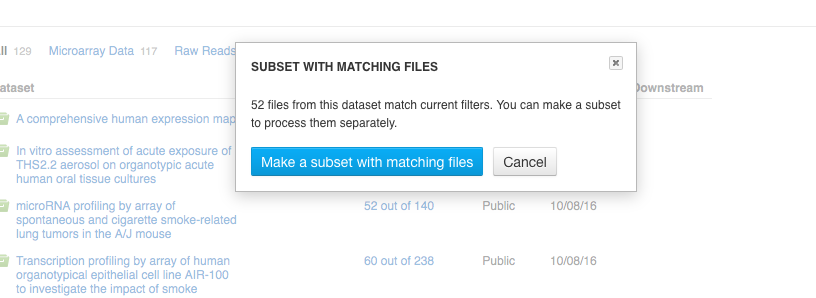 ll 129 Microarray Data 117 Raw Reads
SUBSET WITH MATCHING FILES
ataset Downstream
52 files from this dataset match current filters. You can make a subset
to process them separately.
A comprehensive human expression map
In vitro assessment of acute exposure of
THS2.2 aerosol on organotypic acute
human oral tissue cultures
Make a subset with matching files Cancel
microRNA profiling by array of 52 out of 140 Public 10/08/16
spontaneous and cigarette smoke-related
lung tumors in the A/J mouse
Transcription profiling by array of human 60 out of 238 Public 10/08/16
organotypical epithelial cell line AIR-100
to investigate the impact of smoke